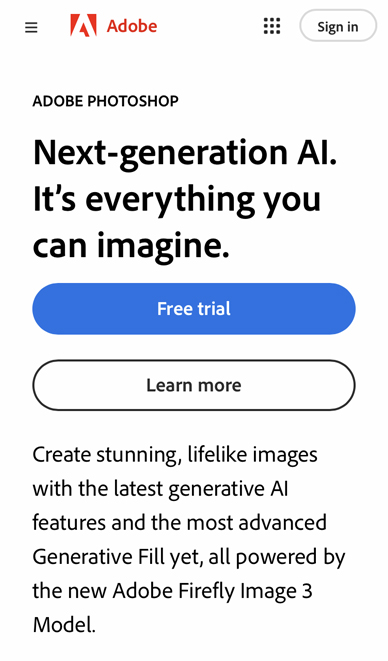 Adobe
Sign in
ADOBE PHOTOSHOP
Next-generation AI.
It’s everything you
can imagine.
Free trial
Learn more
Create stunning, lifelike images
with the latest generative AI
features and the most advanced
Generative Fill yet, all powered by
the new Adobe Firefly Image 3
Model.